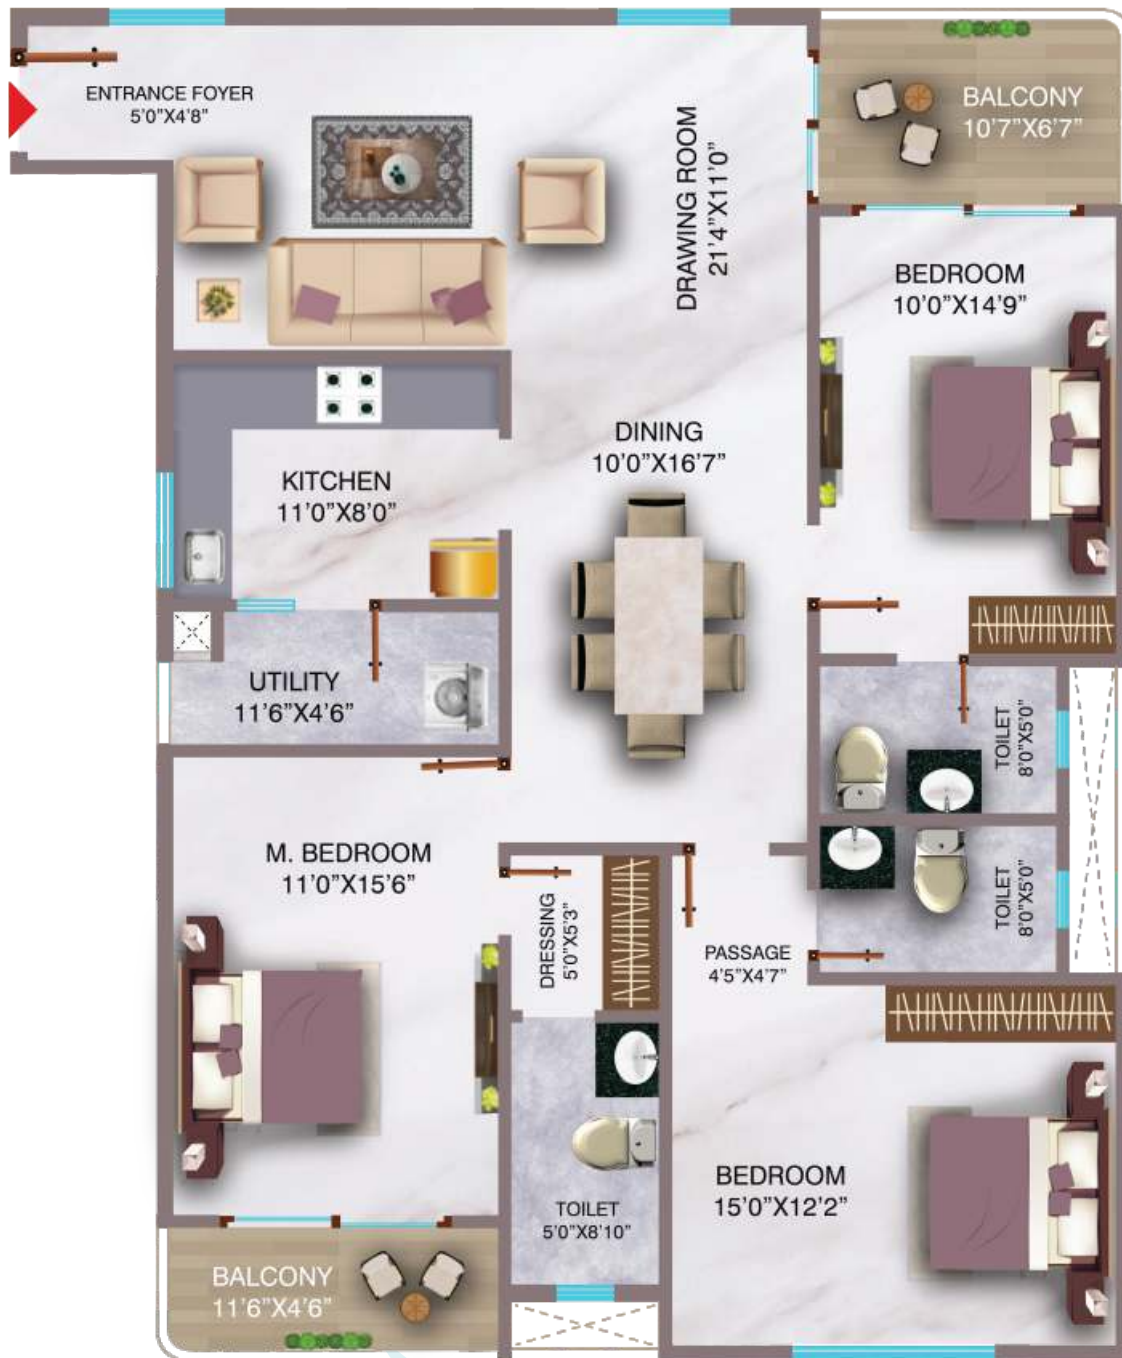 ENTRANCE FOYER
5'0”X4'8”
BALCONY
10'7”X6'7”
DRAWING ROOM
21'4”X11'0”
BEDROOM
10'0”X14'9”
DINING
10'0”X16'7”
KITCHEN
11'0”X8'0”
UTILITY
11'6”X4'6”
TOILET
8'0”X5'0”
M. BEDROOM
11'0”X15'6”
DRESSING
5'0”X5'3”
TOILET
8'0”X5'0”
PASSAGE
4'5”X4'7”
BEDROOM
15'0”X12'2”
TOILET
5'0”X8'10”
BALCONY
11'6”X4'6”